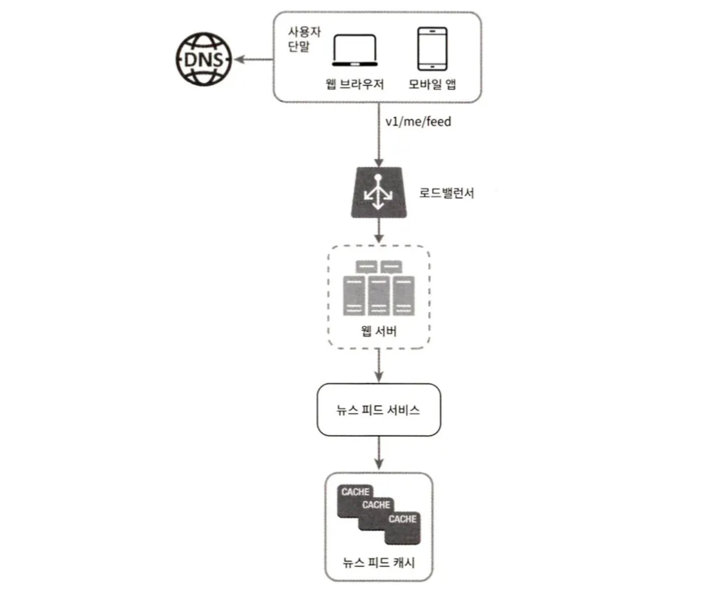 사용자
단말
DNS
웹 브라우저
모바일 앱
v1/me/feed
로드밸런서
웹 서버
뉴스 피드 서비스
CACHE
CACHE
CACHE
뉴스 피드 캐시